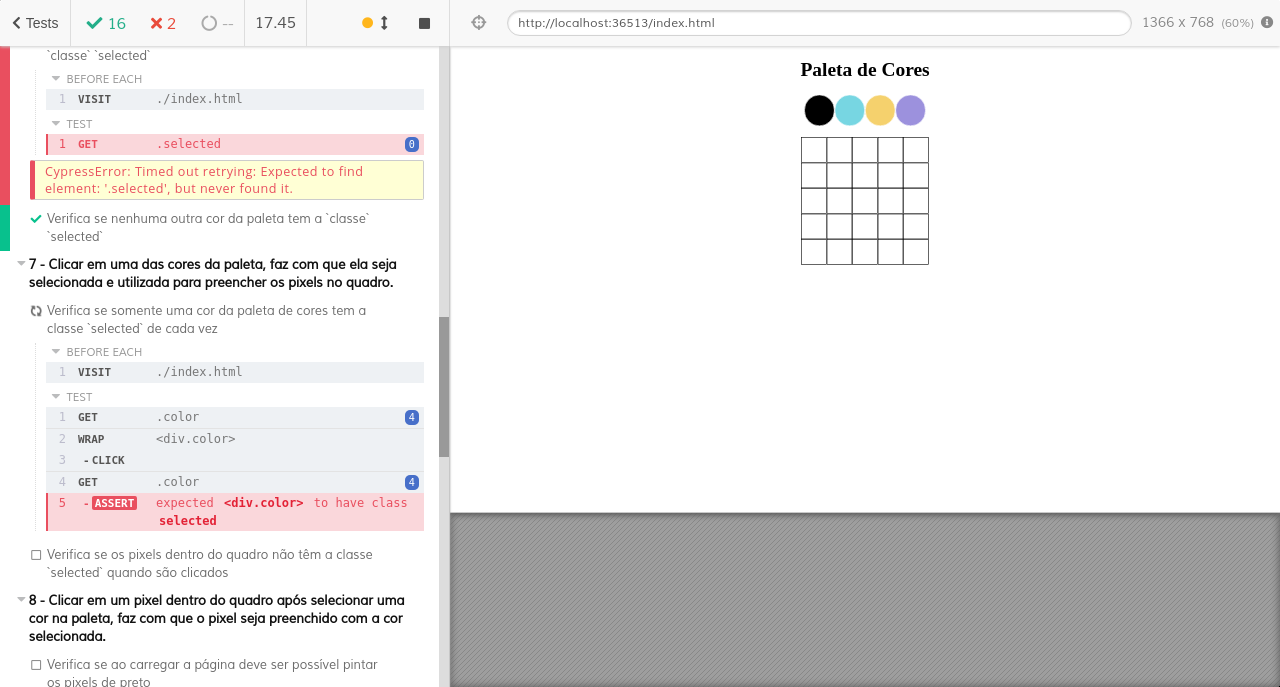 Tests 16 2 -- 17.45 http://localhost:36513/index.html 1366 x 768 (60%)
`classe` `selected`
BEFORE EACH
1 VISIT ./index.html
TEST
1 GET .selected 0
CypressError: Timed out retrying: Expected to find
element: '.selected', but never found it.
Verifica se nenhuma outra cor da paleta tem a `classe`
`selected`
7 - Clicar em uma das cores da paleta, faz com que ela seja
selecionada e utilizada para preencher os pixels no quadro.
Verifica se somente uma cor da paleta de cores tem a
classe `selected` de cada vez
BEFORE EACH
1 VISIT ./index.html
TEST
1 GET .color 4
2 WRAP <div.color>
3 -CLICK
4 GET .color 4
5 -ASSERT expected <div.color> to have class
selected
Verifica se os pixels dentro do quadro não têm a classe
`selected` quando são clicados
8 - Clicar em um pixel dentro do quadro após selecionar uma
cor na paleta, faz com que o pixel seja preenchido com a cor
selecionada.
Verifica se ao carregar a página deve ser possível pintar
os pixels de preto
Paleta de Cores